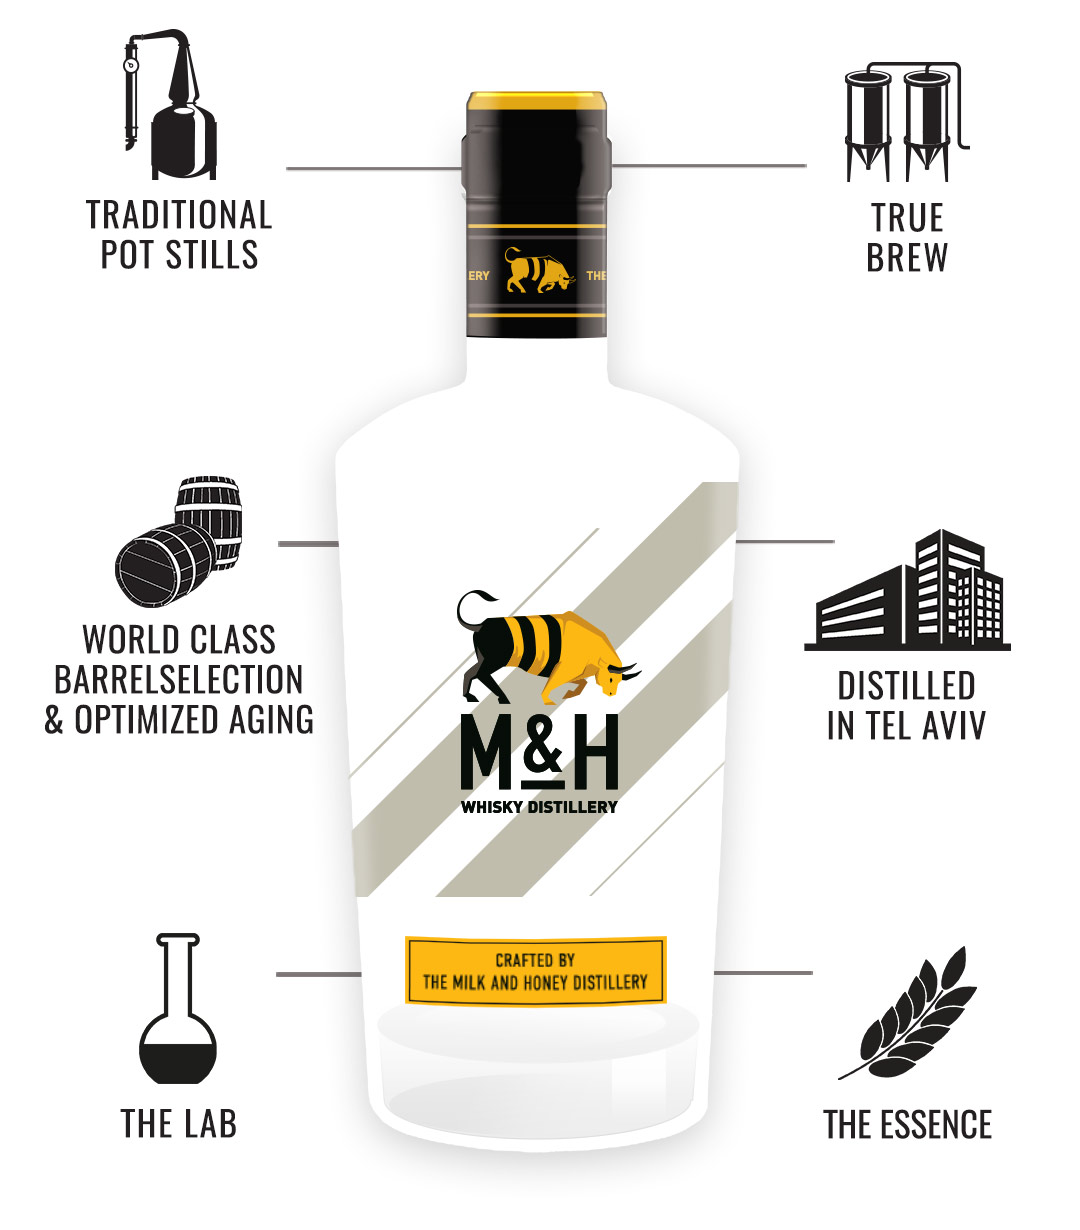 TRADITIONAL
POT STILLS
TRUE
BREW
ERY
THE
WORLD CLASS
BARRELSELECTION
& OPTIMIZED AGING
DISTILLED
IN TEL AVIV
M&H
WHISKY DISTILLERY
CRAFTED BY
THE MILK AND HONEY DISTILLERY
THE LAB
THE ESSENCE